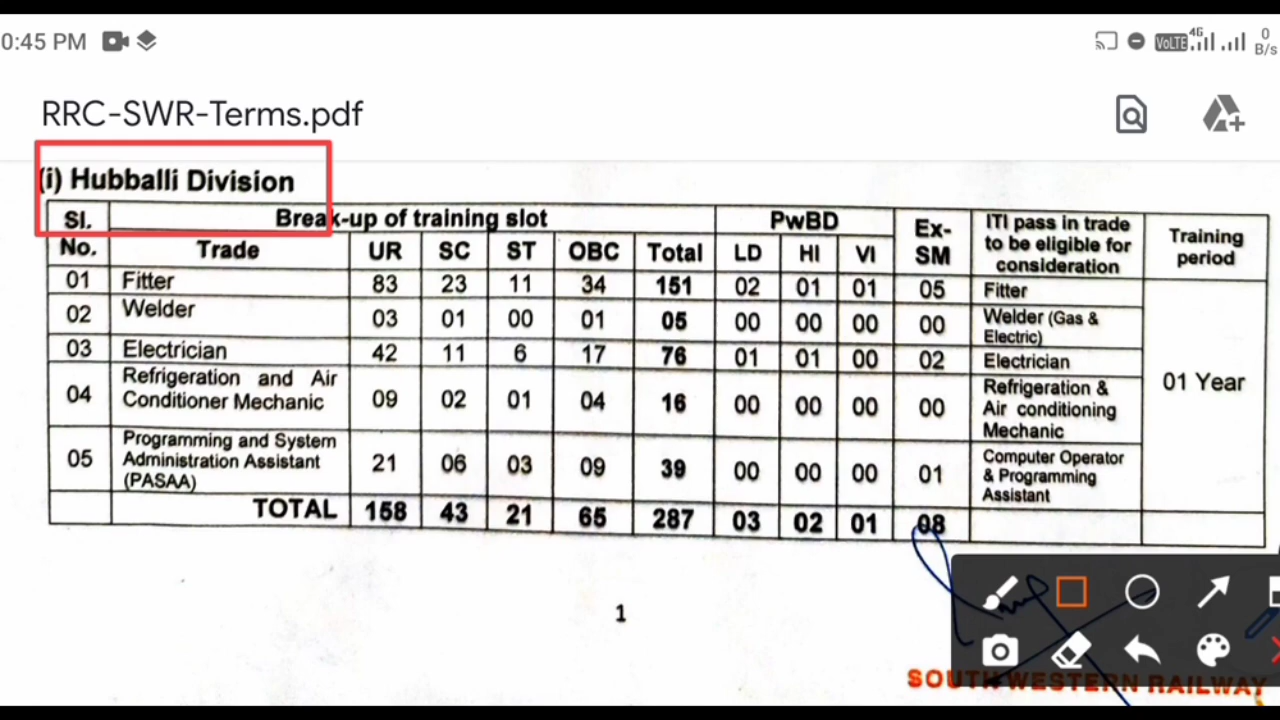 0:45 PM
VoLTE 4G 0 B/s
RRC-SWR-Terms.pdf
(i) Hubballi Division
Sl. No. Break-up of training slot PwBD Ex-SM ITI pass in trade to be eligible for consideration Training period
Trade UR SC ST OBC Total LD HI VI
01 Fitter 83 23 11 34 151 02 01 01 05 Fitter
02 Welder 03 01 00 01 05 00 00 00 00 Welder (Gas & Electric)
03 Electrician 42 11 6 17 76 01 01 00 02 Electrician
01 Year
04 Refrigeration and Air Conditioner Mechanic 09 02 01 04 16 00 00 00 00 Refrigeration & Air conditioning Mechanic
05 Programming and System Administration Assistant (PASAA) 21 06 03 09 39 00 00 00 01 Computer Operator & Programming Assistant
TOTAL 158 43 21 65 287 03 02 01 08
1
SOUTH WESTERN RAILWAY